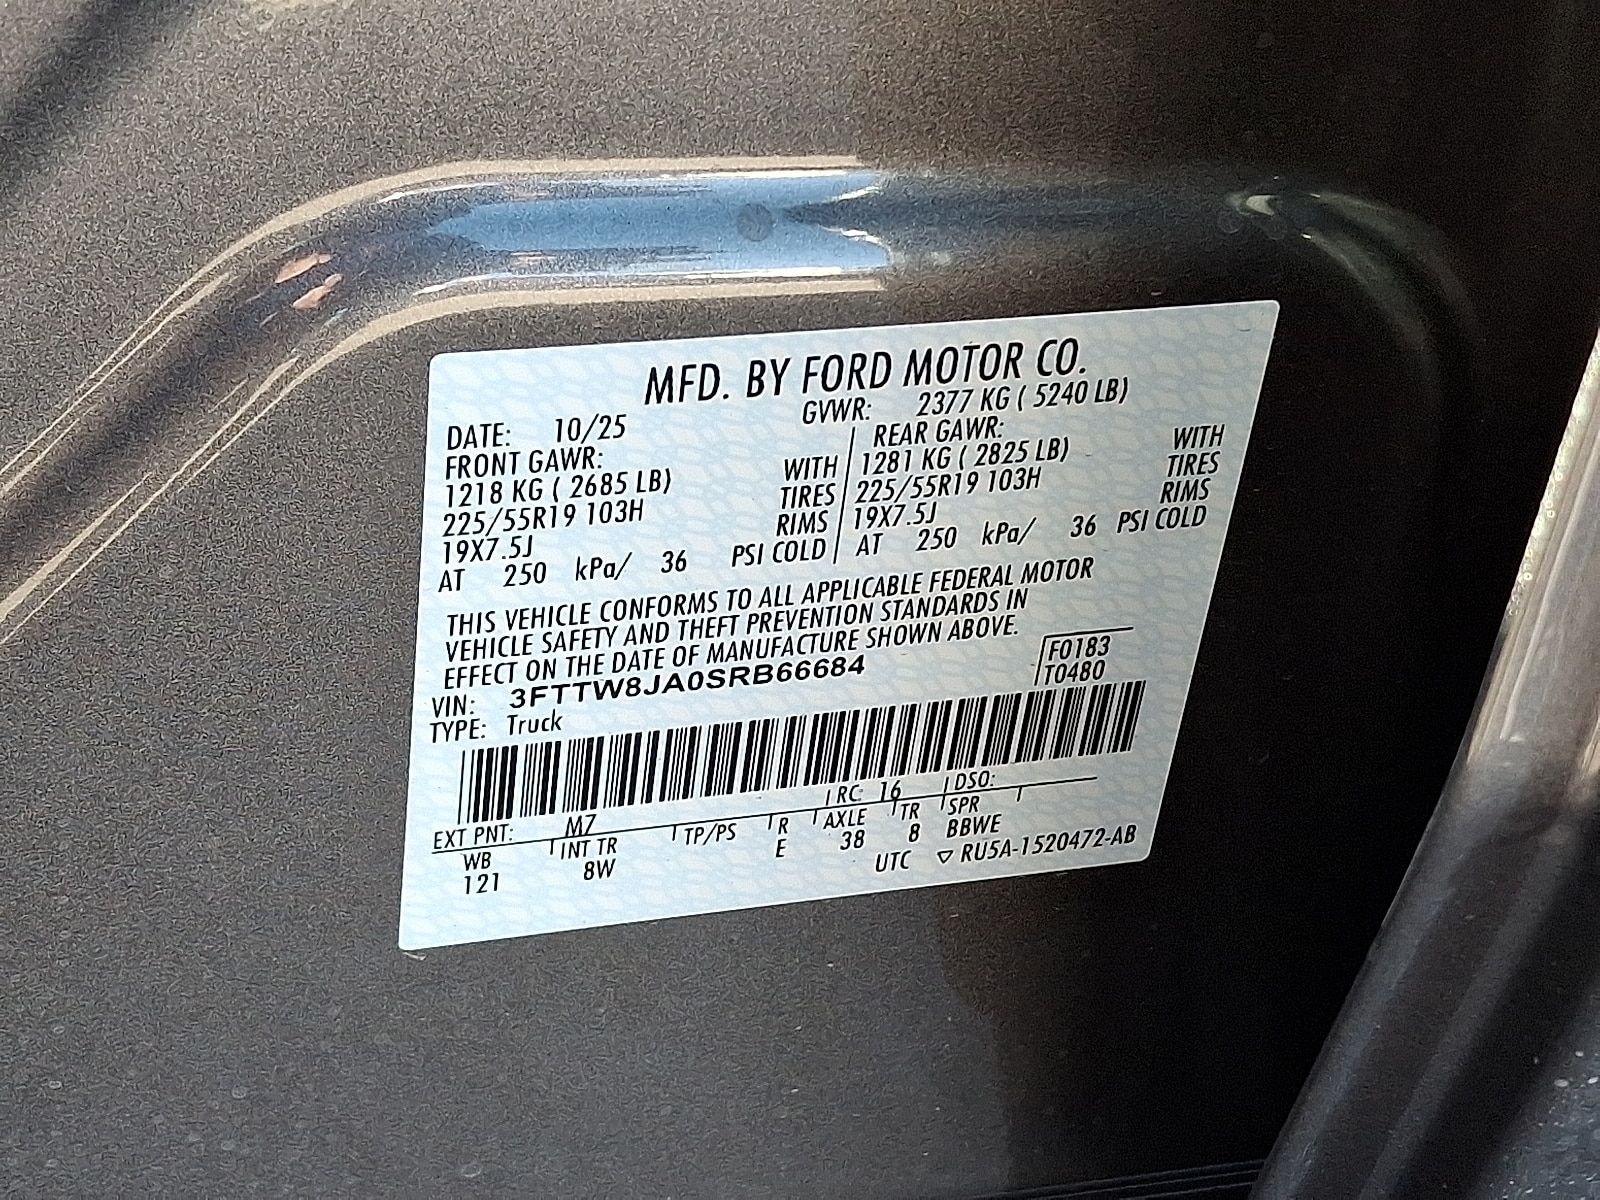 MFD. BY FORD MOTOR CO.
DATE: 10/25 GVWR: 2377 KG ( 5240 LB)
FRONT GAWR: REAR GAWR:
1218 KG ( 2685 LB) WITH 1281 KG ( 2825 LB) WITH
225/55R19 103H TIRES 225/55R19 103H TIRES
19X7.5J RIMS 19X7.5J RIMS
AT 250 kPa/ 36 PSI COLD AT 250 kPa/ 36 PSI COLD
THIS VEHICLE CONFORMS TO ALL APPLICABLE FEDERAL MOTOR
VEHICLE SAFETY AND THEFT PREVENTION STANDARDS IN
EFFECT ON THE DATE OF MANUFACTURE SHOWN ABOVE.
VIN: 3FTTW8JA0SRB66684 F0183
TYPE: Truck T0480
EXT PNT: M7 RC: 16 DSO:
WB INT TR TP/PS R AXLE TR SPR
121 8W E 38 8 BBWE
UTC ▽ RU5A-1520472-AB